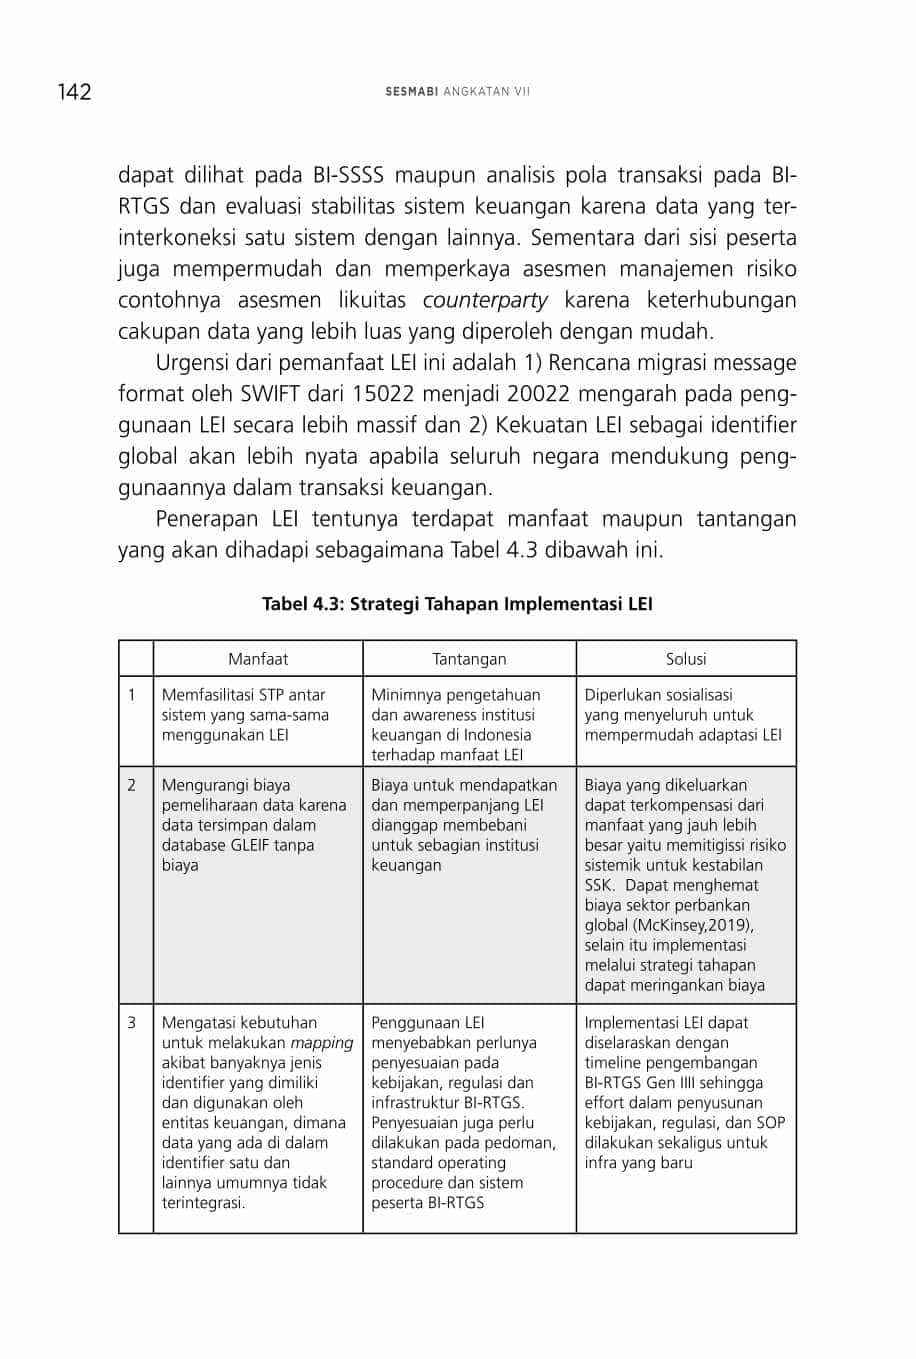 142
SESMABI ANGKATAN VII
dapat dilihat pada BI-SSSS maupun analisis pola transaksi pada BI-
RTGS dan evaluasi stabilitas sistem keuangan karena data yang ter-
interkoneksi satu sistem dengan lainnya. Sementara dari sisi peserta
juga mempermudah dan memperkaya asesmen manajemen risiko
contohnya asesmen likuitas counterparty karena keterhubungan
cakupan data yang lebih luas yang diperoleh dengan mudah.
Urgensi dari pemanfaat LEI ini adalah 1) Rencana migrasi message
format oleh SWIFT dari 15022 menjadi 20022 mengarah pada peng-
gunaan LEI secara lebih massif dan 2) Kekuatan LEI sebagai identifier
global akan lebih nyata apabila seluruh negara mendukung peng-
gunaannya dalam transaksi keuangan.
Penerapan LEI tentunya terdapat manfaat maupun tantangan
yang akan dihadapi sebagaimana Tabel 4.3 dibawah ini.
Tabel 4.3: Strategi Tahapan Implementasi LEI
Manfaat
Tantangan
Solusi
1
Memfasilitasi STP antar
sistem yang sama-sama
menggunakan LEI
Minimnya pengetahuan
dan awareness institusi
keuangan di Indonesia
terhadap manfaat LEI
Diperlukan sosialisasi
yang menyeluruh untuk
mempermudah adaptasi LEI
2
Mengurangi biaya
pemeliharaan data karena
data tersimpan dalam
database GLEIF tanpa
biaya
Biaya untuk mendapatkan
dan memperpanjang LEI
dianggap membebani
untuk sebagian institusi
keuangan
Biaya yang dikeluarkan
dapat terkompensasi dari
manfaat yang jauh lebih
besar yaitu memitigissi risiko
sistemik untuk kestabilan
SSK. Dapat menghemat
biaya sektor perbankan
global (McKinsey,2019),
selain itu implementasi
melalui strategi tahapan
dapat meringankan biaya
3
Mengatasi kebutuhan
untuk melakukan mapping
akibat banyaknya jenis
identifier yang dimiliki
dan digunakan oleh
entitas keuangan, dimana
data yang ada di dalam
identifier satu dan
lainnya umumnya tidak
terintegrasi.
Penggunaan LEI
menyebabkan perlunya
penyesuaian pada
kebijakan, regulasi dan
infrastruktur BI-RTGS.
Penyesuaian juga perlu
dilakukan pada pedoman,
standard operating
procedure dan sistem
peserta BI-RTGS
Implementasi LEI dapat
diselaraskan dengan
timeline pengembangan
BI-RTGS Gen IIII sehingga
effort dalam penyusunan
kebijakan, regulasi, dan SOP
dilakukan sekaligus untuk
infra yang baru